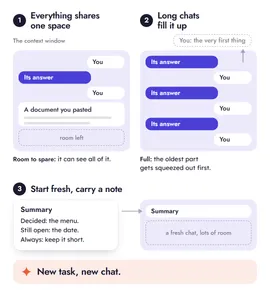 1 Everything shares
one space
The context window
You
Its answer
You
A document you pasted
room left
Room to spare: it can see all of it.
2 Long chats
fill it up
You: the very first thing
Its answer
You
Its answer
You
Its answer
You
Full: the oldest part
gets squeezed out first.
3 Start fresh, carry a note
Summary
Decided: the menu.
Still open: the date.
Always: keep it short.
Summary
a fresh chat, lots of room
New task, new chat.